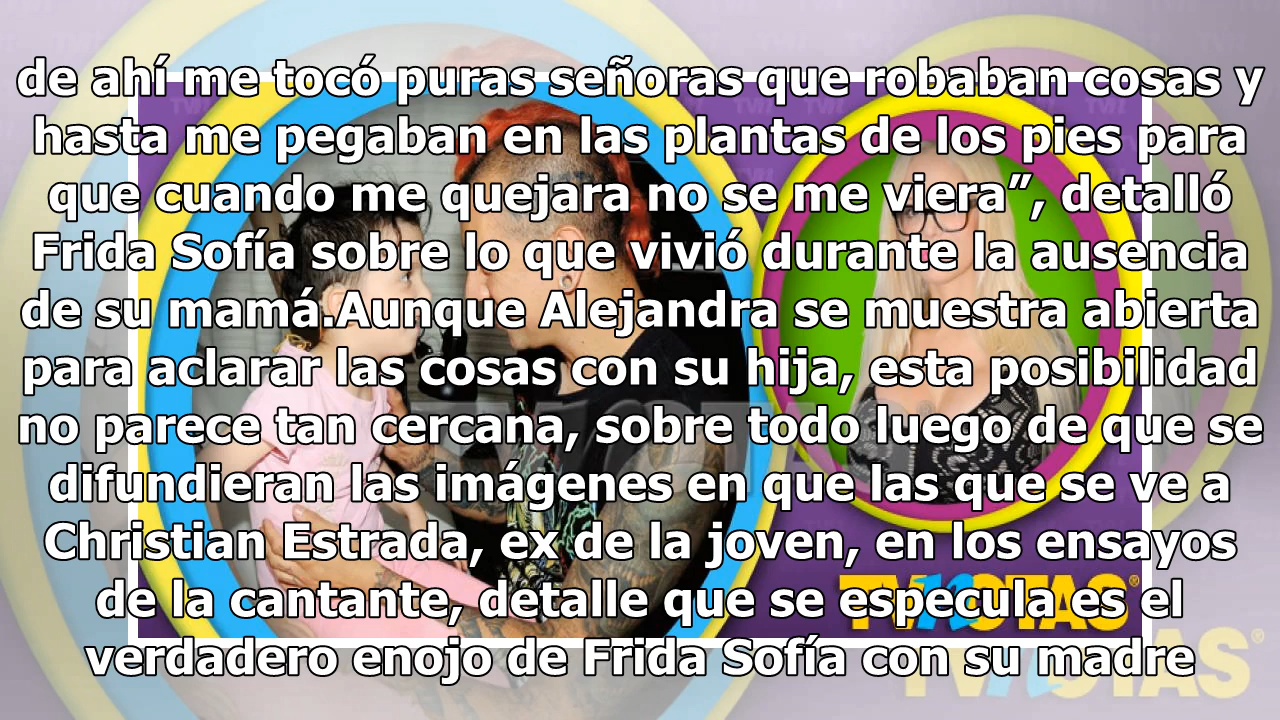 de ahí me tocó puras señoras que robaban cosas y
hasta me pegaban en las plantas de los pies para
que cuando me quejara no se me viera”, detalló
Frida Sofía sobre lo que vivió durante la ausencia
de su mamá.Aunque Alejandra se muestra abierta
para aclarar las cosas con su hija, esta posibilidad
no parece tan cercana, sobre todo luego de que se
difundieran las imágenes en que las que se ve a
Christian Estrada, ex de la joven, en los ensayos
de la cantante, detalle que se especula es el
verdadero enojo de Frida Sofía con su madre
TVNOTAS®
TVNOTAS®